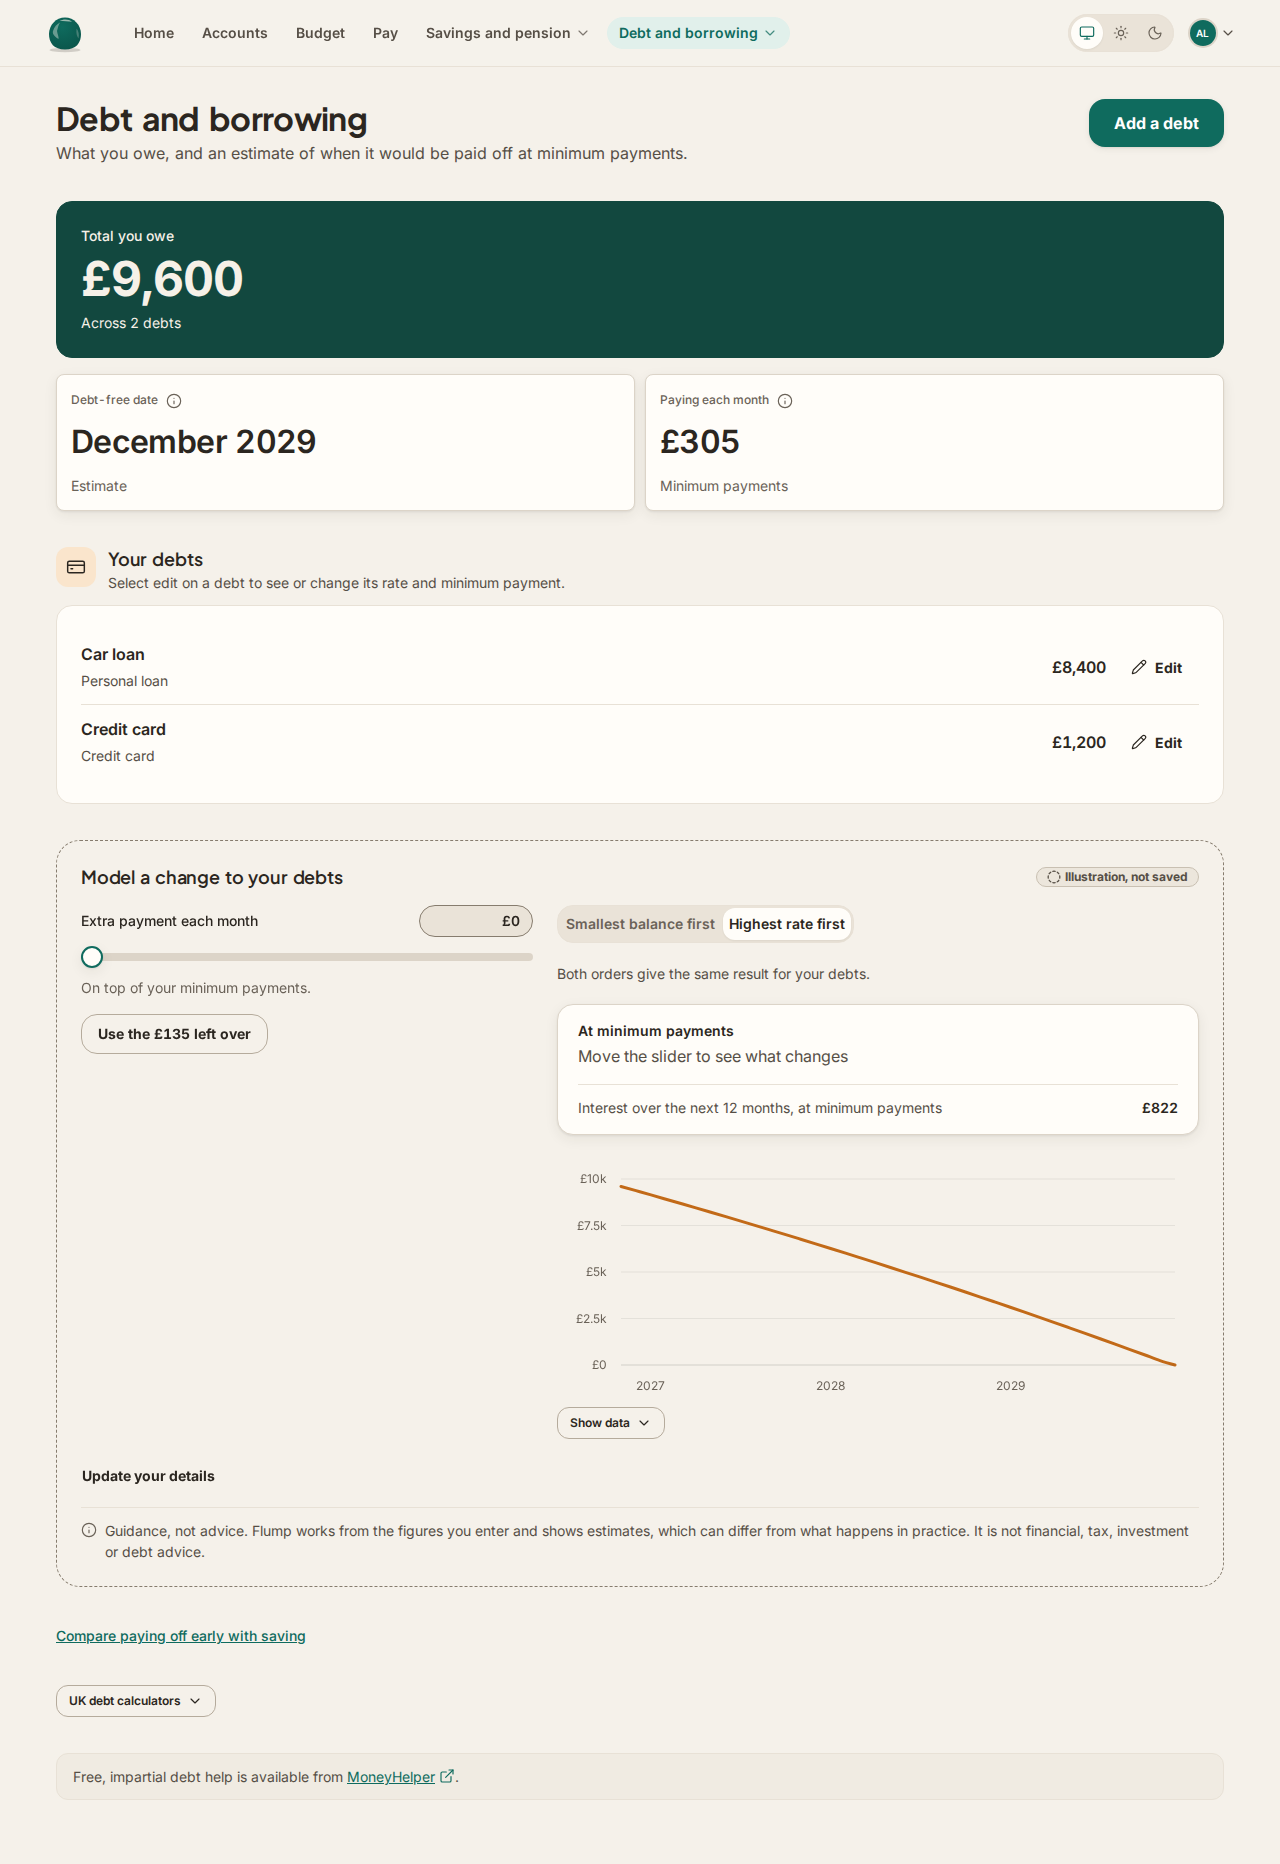 Home Accounts Budget Pay Savings and pension Debt and borrowing AL
Debt and borrowing
Add a debt
What you owe, and an estimate of when it would be paid off at minimum payments.
Total you owe
£9,600
Across 2 debts
Debt-free date
December 2029
Estimate
Paying each month
£305
Minimum payments
Your debts
Select edit on a debt to see or change its rate and minimum payment.
Car loan
Personal loan
£8,400 Edit
Credit card
Credit card
£1,200 Edit
Model a change to your debts
Illustration, not saved
Extra payment each month £0
On top of your minimum payments.
Use the £135 left over
Smallest balance first Highest rate first
Both orders give the same result for your debts.
At minimum payments
Move the slider to see what changes
Interest over the next 12 months, at minimum payments £822
£10k
£7.5k
£5k
£2.5k
£0
2027 2028 2029
Show data
Update your details
Guidance, not advice. Flump works from the figures you enter and shows estimates, which can differ from what happens in practice. It is not financial, tax, investment
or debt advice.
Compare paying off early with saving
UK debt calculators
Free, impartial debt help is available from MoneyHelper.